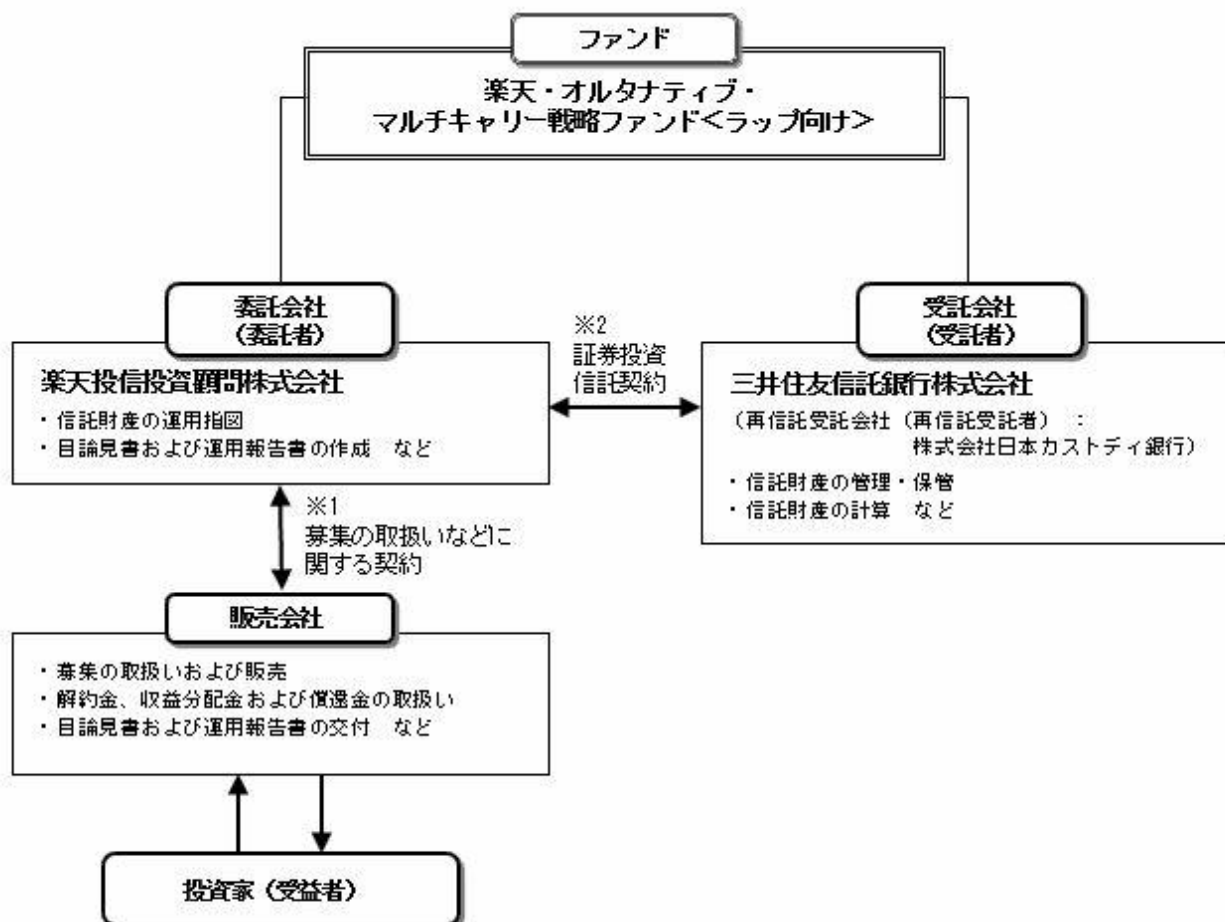 ファンド
楽天・オルタナティブ・
マルチキャリー戦略ファンド＜ラップ向け＞
委託会社
（委託者）
楽天投信投資顧問株式会社
・信託財産の運用指図
・目論見書および運用報告書の作成　など
※2
証券投資
信託契約
受託会社
（受託者）
三井住友信託銀行株式会社
（再信託受託会社（再信託受託者）：
株式会社日本カストディ銀行）
・信託財産の管理・保管
・信託財産の計算　など
※1
募集の取扱いなどに
関する契約
販売会社
・募集の取扱いおよび販売
・解約金、収益分配金および償還金の取扱い
・目論見書および運用報告書の交付　など
投資家（受益者）